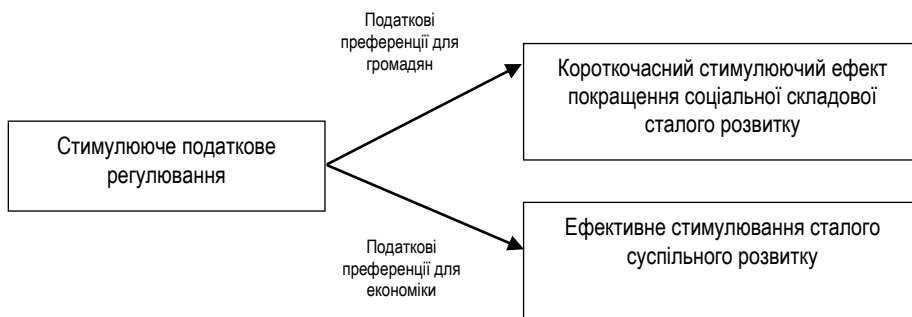 Податкові
преференції для
громадян
Короткочасний стимулюючий ефект
покращення соціальної складової
сталого розвитку
Стимулююче податкове
регулювання
Ефективне стимулювання сталого
суспільного розвитку
Податкові
преференції для
економіки